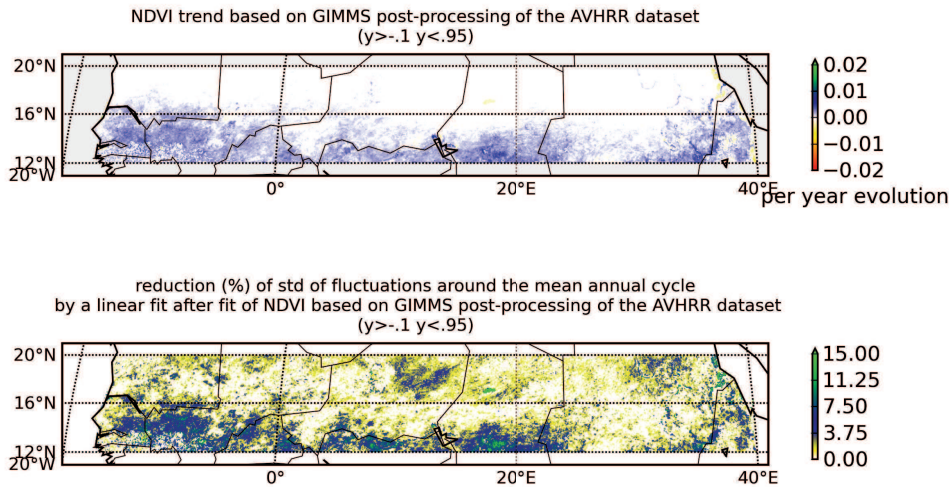 NDVI trend based on GIMMS post-processing of the AVHRR dataset
(y>-.1 y<.95)
20°N
16°N
12°N
20°W
0°
20°E
40°E
0.02
0.01
0.00
−0.01
−0.02
per year evolution
reduction (%) of std of fluctuations around the mean annual cycle
by a linear fit after fit of NDVI based on GIMMS post-processing of the AVHRR dataset
(y>-.1 y<.95)
20°N
16°N
12°N
20°W
0°
20°E
40°E
15.00
11.25
7.50
3.75
0.00